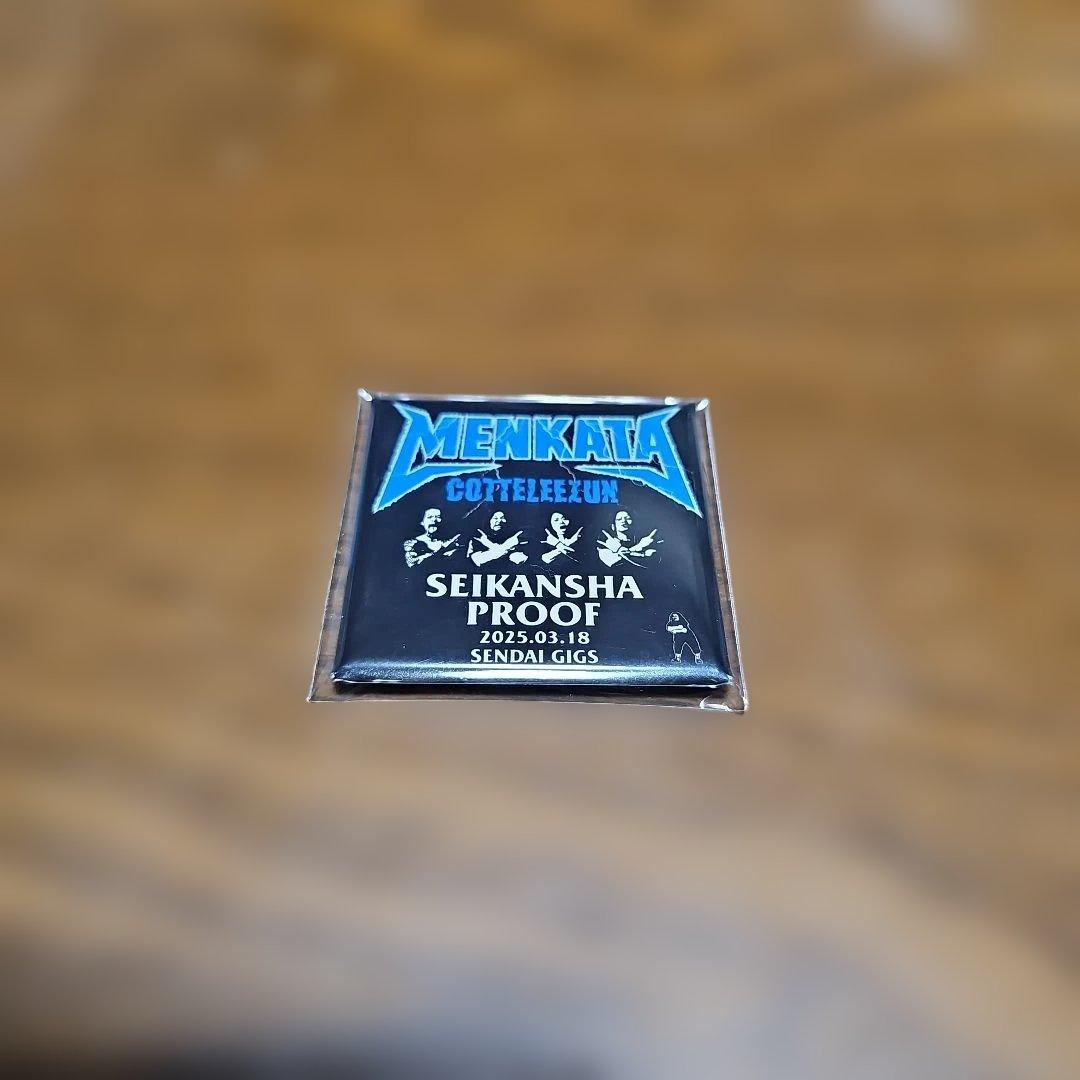 MENKATA
COTTELEEZUN
SEIKANSHA
PROOF
2025.03.18
SENDAI GIGS